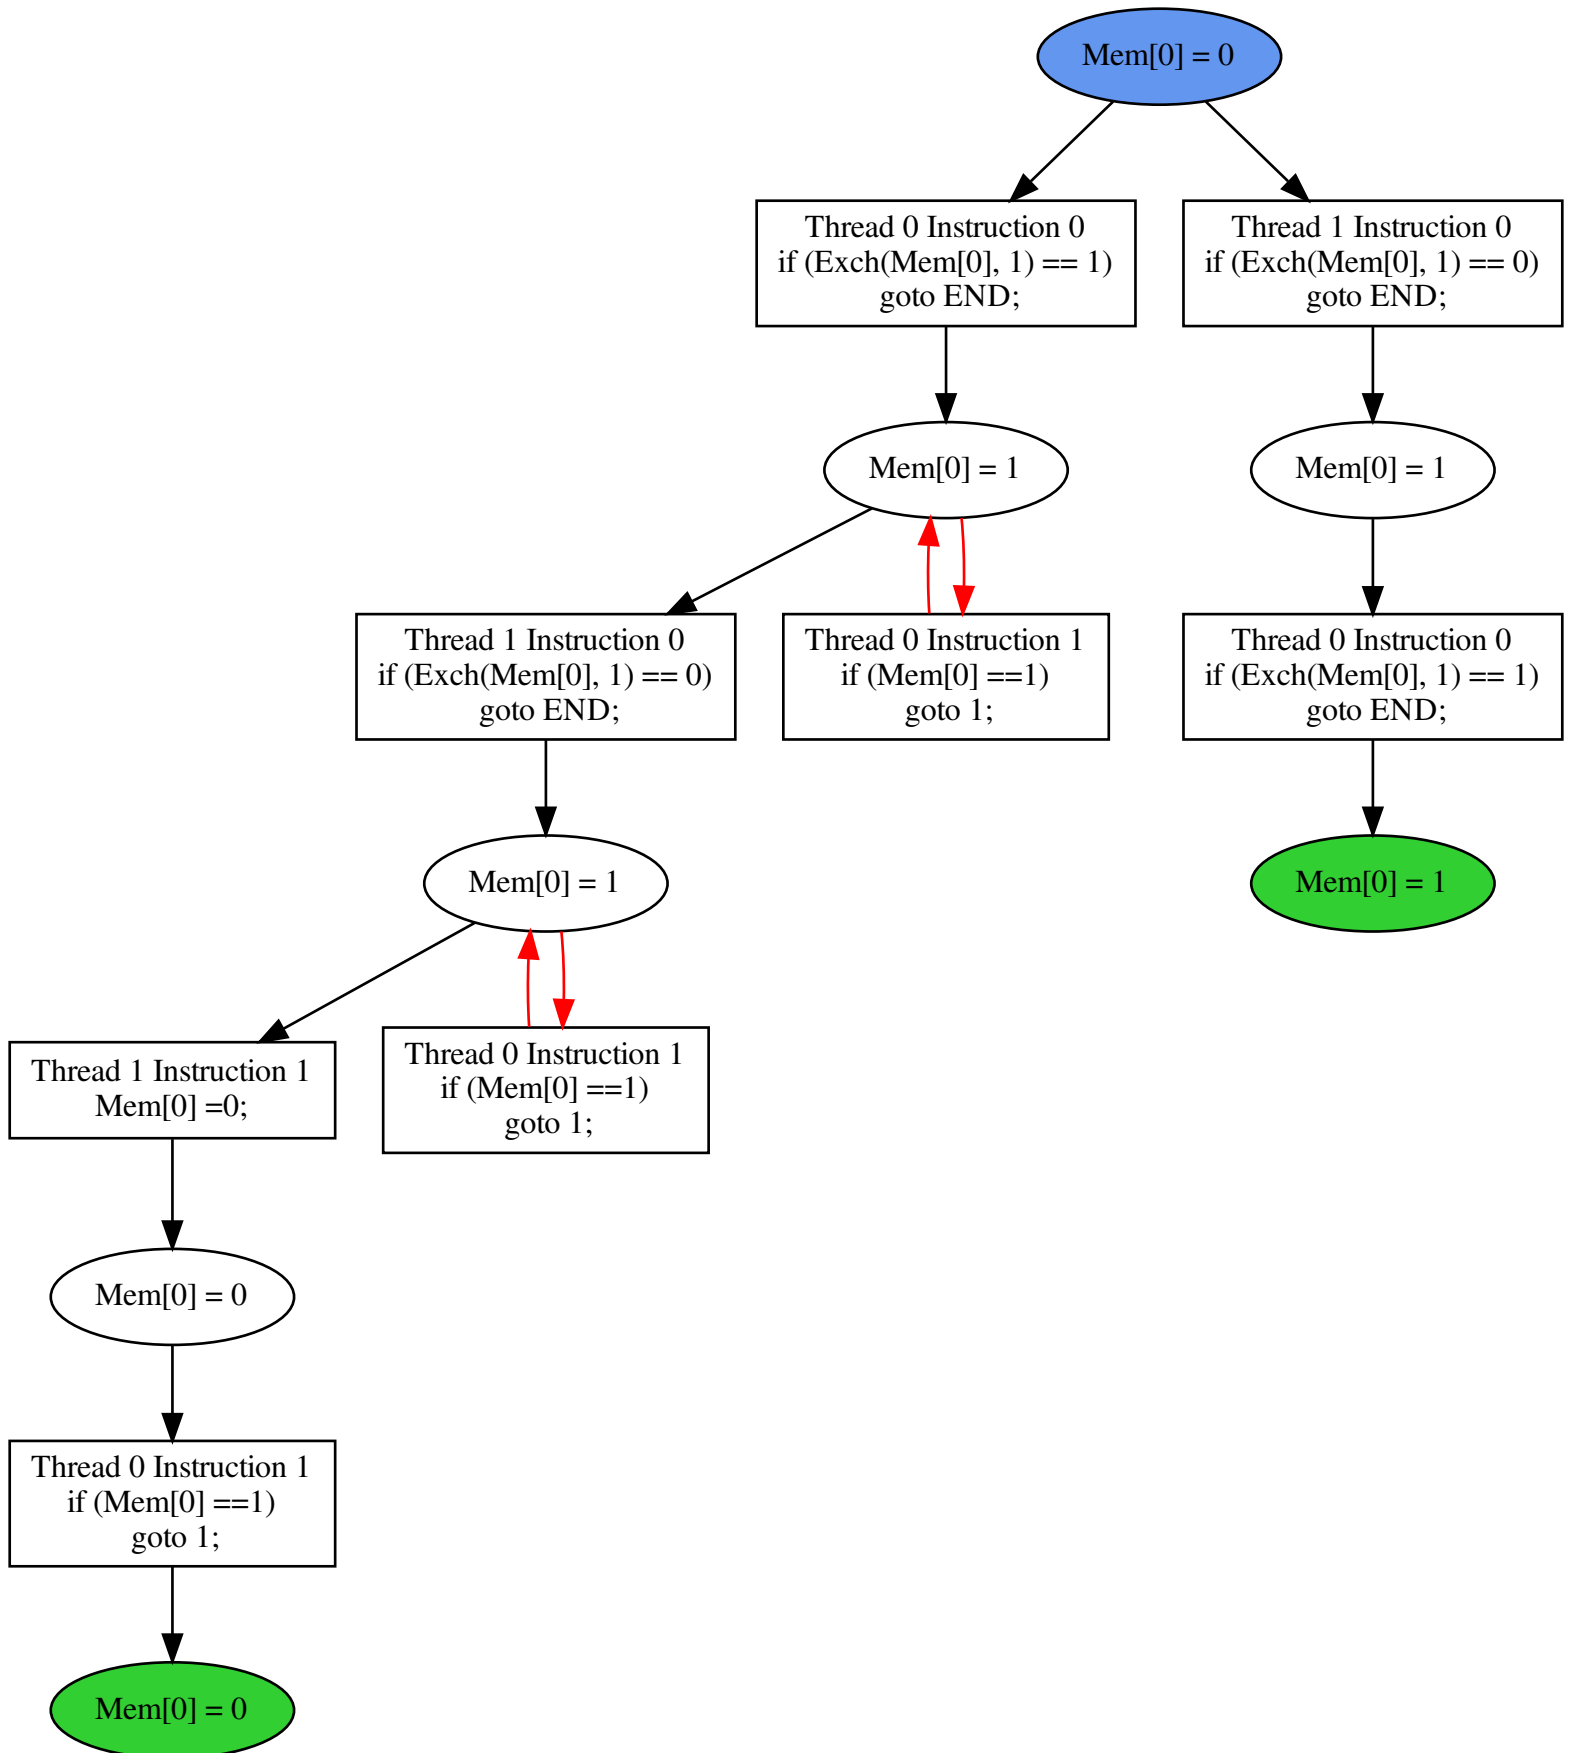 Mem[0] = 0
Thread 0 Instruction 0
if (Exch(Mem[0], 1) == 1)
goto END;
Thread 1 Instruction 0
if (Exch(Mem[0], 1) == 0)
goto END;
Mem[0] = 1
Mem[0] = 1
Thread 1 Instruction 0
if (Exch(Mem[0], 1) == 0)
goto END;
Thread 0 Instruction 1
if (Mem[0] ==1)
goto 1;
Thread 0 Instruction 0
if (Exch(Mem[0], 1) == 1)
goto END;
Mem[0] = 1
Mem[0] = 1
Thread 1 Instruction 1
Mem[0] =0;
Thread 0 Instruction 1
if (Mem[0] ==1)
goto 1;
Mem[0] = 0
Thread 0 Instruction 1
if (Mem[0] ==1)
goto 1;
Mem[0] = 0